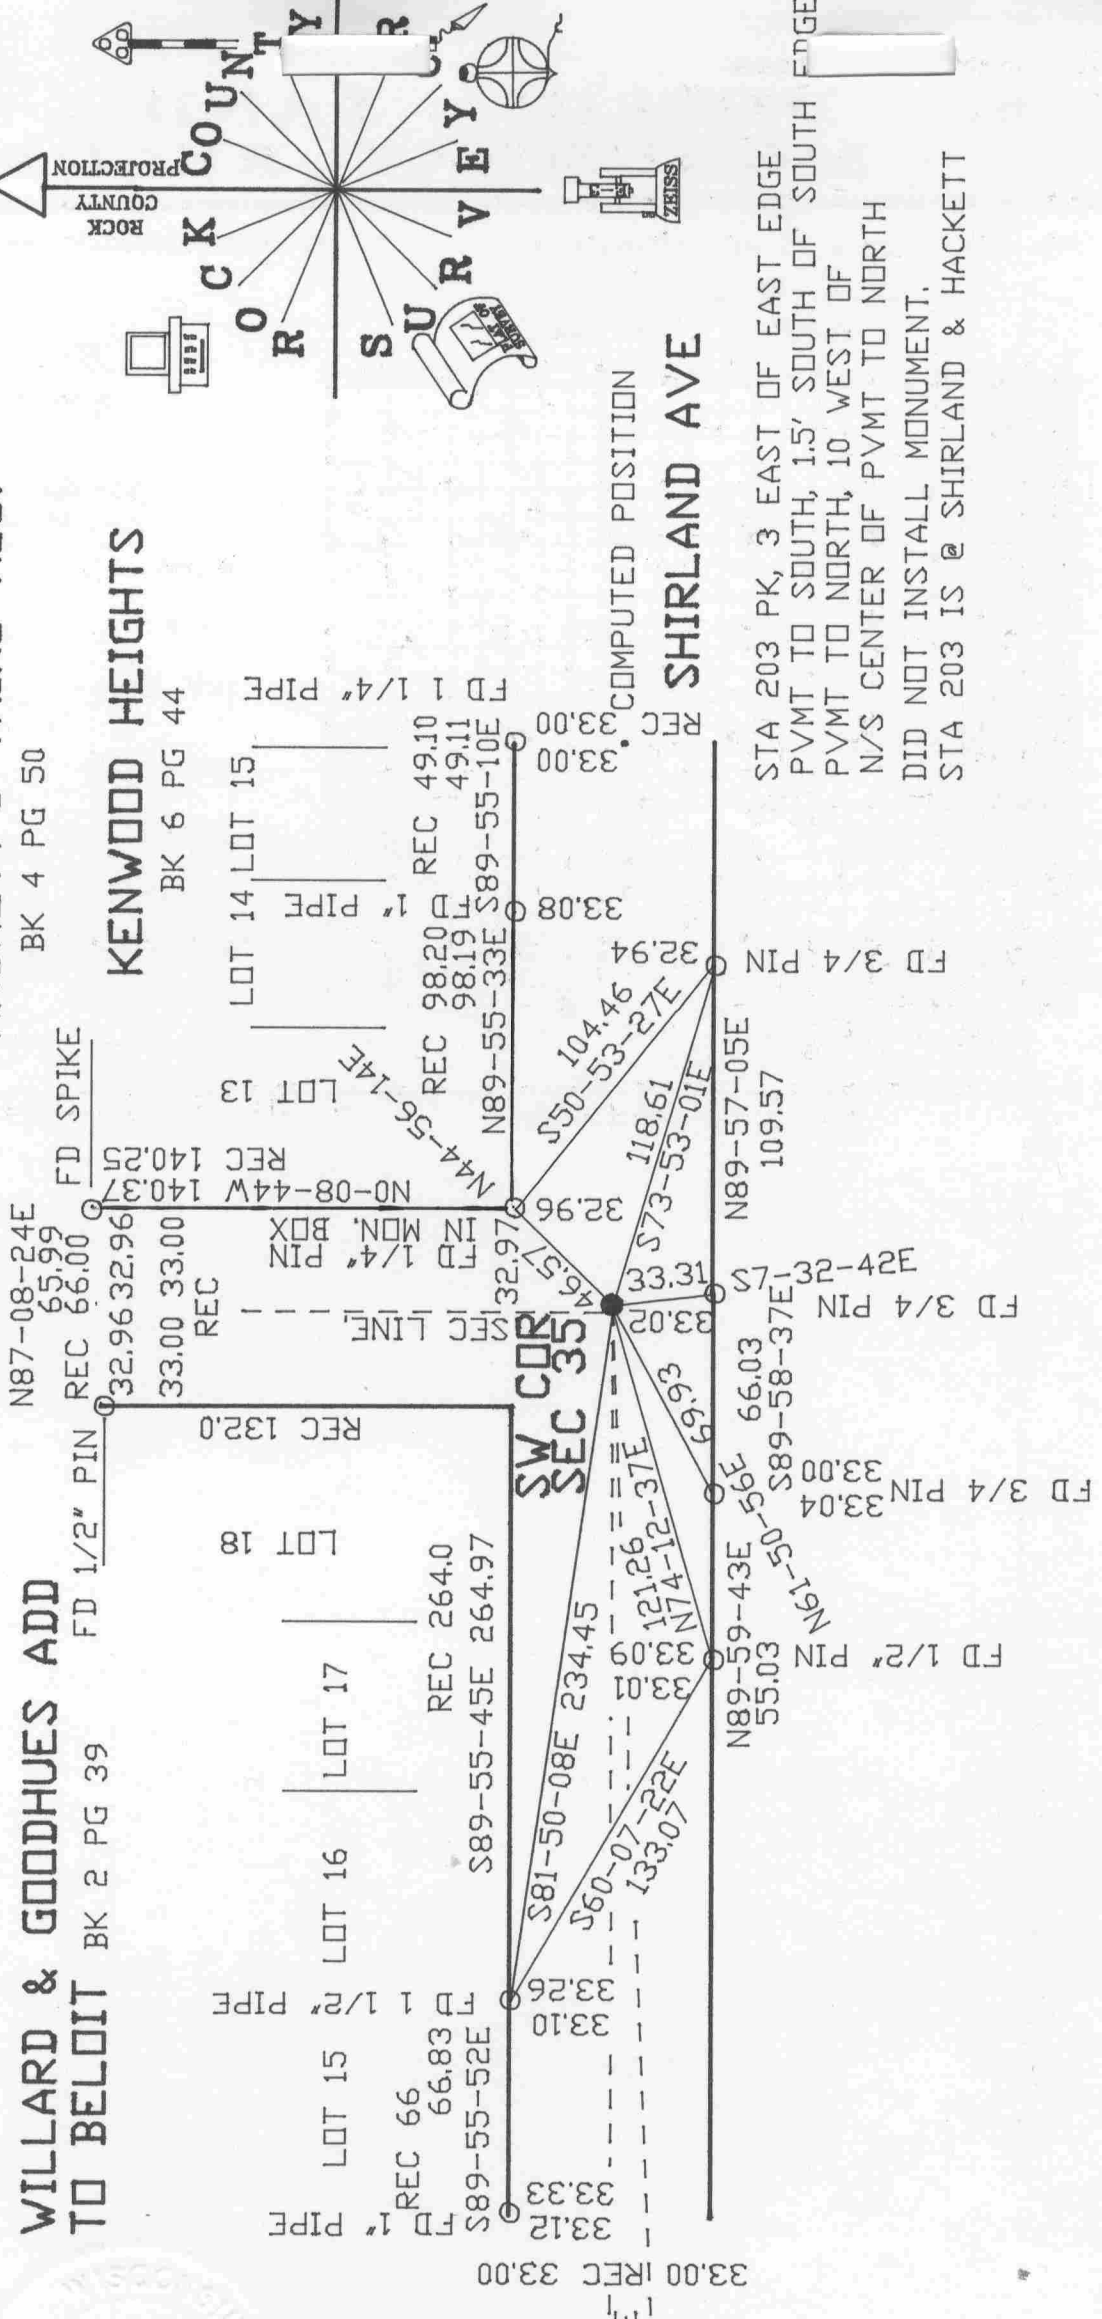 WILLARD & GOODHUES ADD
TO BELOIT BK 2 PG 39
BK 4 PG 50
KENWOOD HEIGHTS
BK 6 PG 44
ROCK
COUNTY
PROJECTION
ROCK COUNTY
SURVEY
PLAT OF
SURVEY
ZEISS
N87-08-24E
65.99
REC 66.00
32.96 32.96
33.00 33.00
REC
FD 1/2" PIN
FD SPIKE
REC 140.25
N0-08-44W 140.37
REC 132.0
SEC LINE
FD 1/4" PIN
IN MON. BOX
LOT 15
LOT 16
LOT 17
LOT 18
LOT 13
LOT 14
LOT 15
FD 1" PIPE
REC 66
66.83
S89-55-52E
FD 1 1/2" PIPE
REC 264.0
S89-55-45E 264.97
N44-56-14E
REC 98.20
98.19
N89-55-33E
FD 1" PIPE
REC 49.10
49.11
S89-55-10E
FD 1 1/4" PIPE
33.00 REC 33.00
33.12
33.33
33.10
33.26
S81-50-08E 234.45
S60-07-22E
133.07
33.01
33.09
121.26
N74-12-37E
69.93
SW COR
SEC 35
32.97
46.57
32.96
33.02
33.31
S7-32-42E
118.61
S73-53-01E
104.46
S50-53-27E
32.94
33.08
33.00
33.00 REC
COMPUTED POSITION
SHIRLAND AVE
N89-59-43E
55.03
FD 1/2" PIN
N61-50-56E
33.04
33.00
FD 3/4 PIN
66.03
S89-58-37E
FD 3/4 PIN
N89-57-05E
109.57
FD 3/4 PIN
STA 203 PK, 3 EAST OF EAST EDGE
PVMT TO SOUTH, 1.5' SOUTH OF SOUTH EDGE
PVMT TO NORTH, 10 WEST OF
N/S CENTER OF PVMT TO NORTH
DID NOT INSTALL MONUMENT.
STA 203 IS @ SHIRLAND & HACKETT